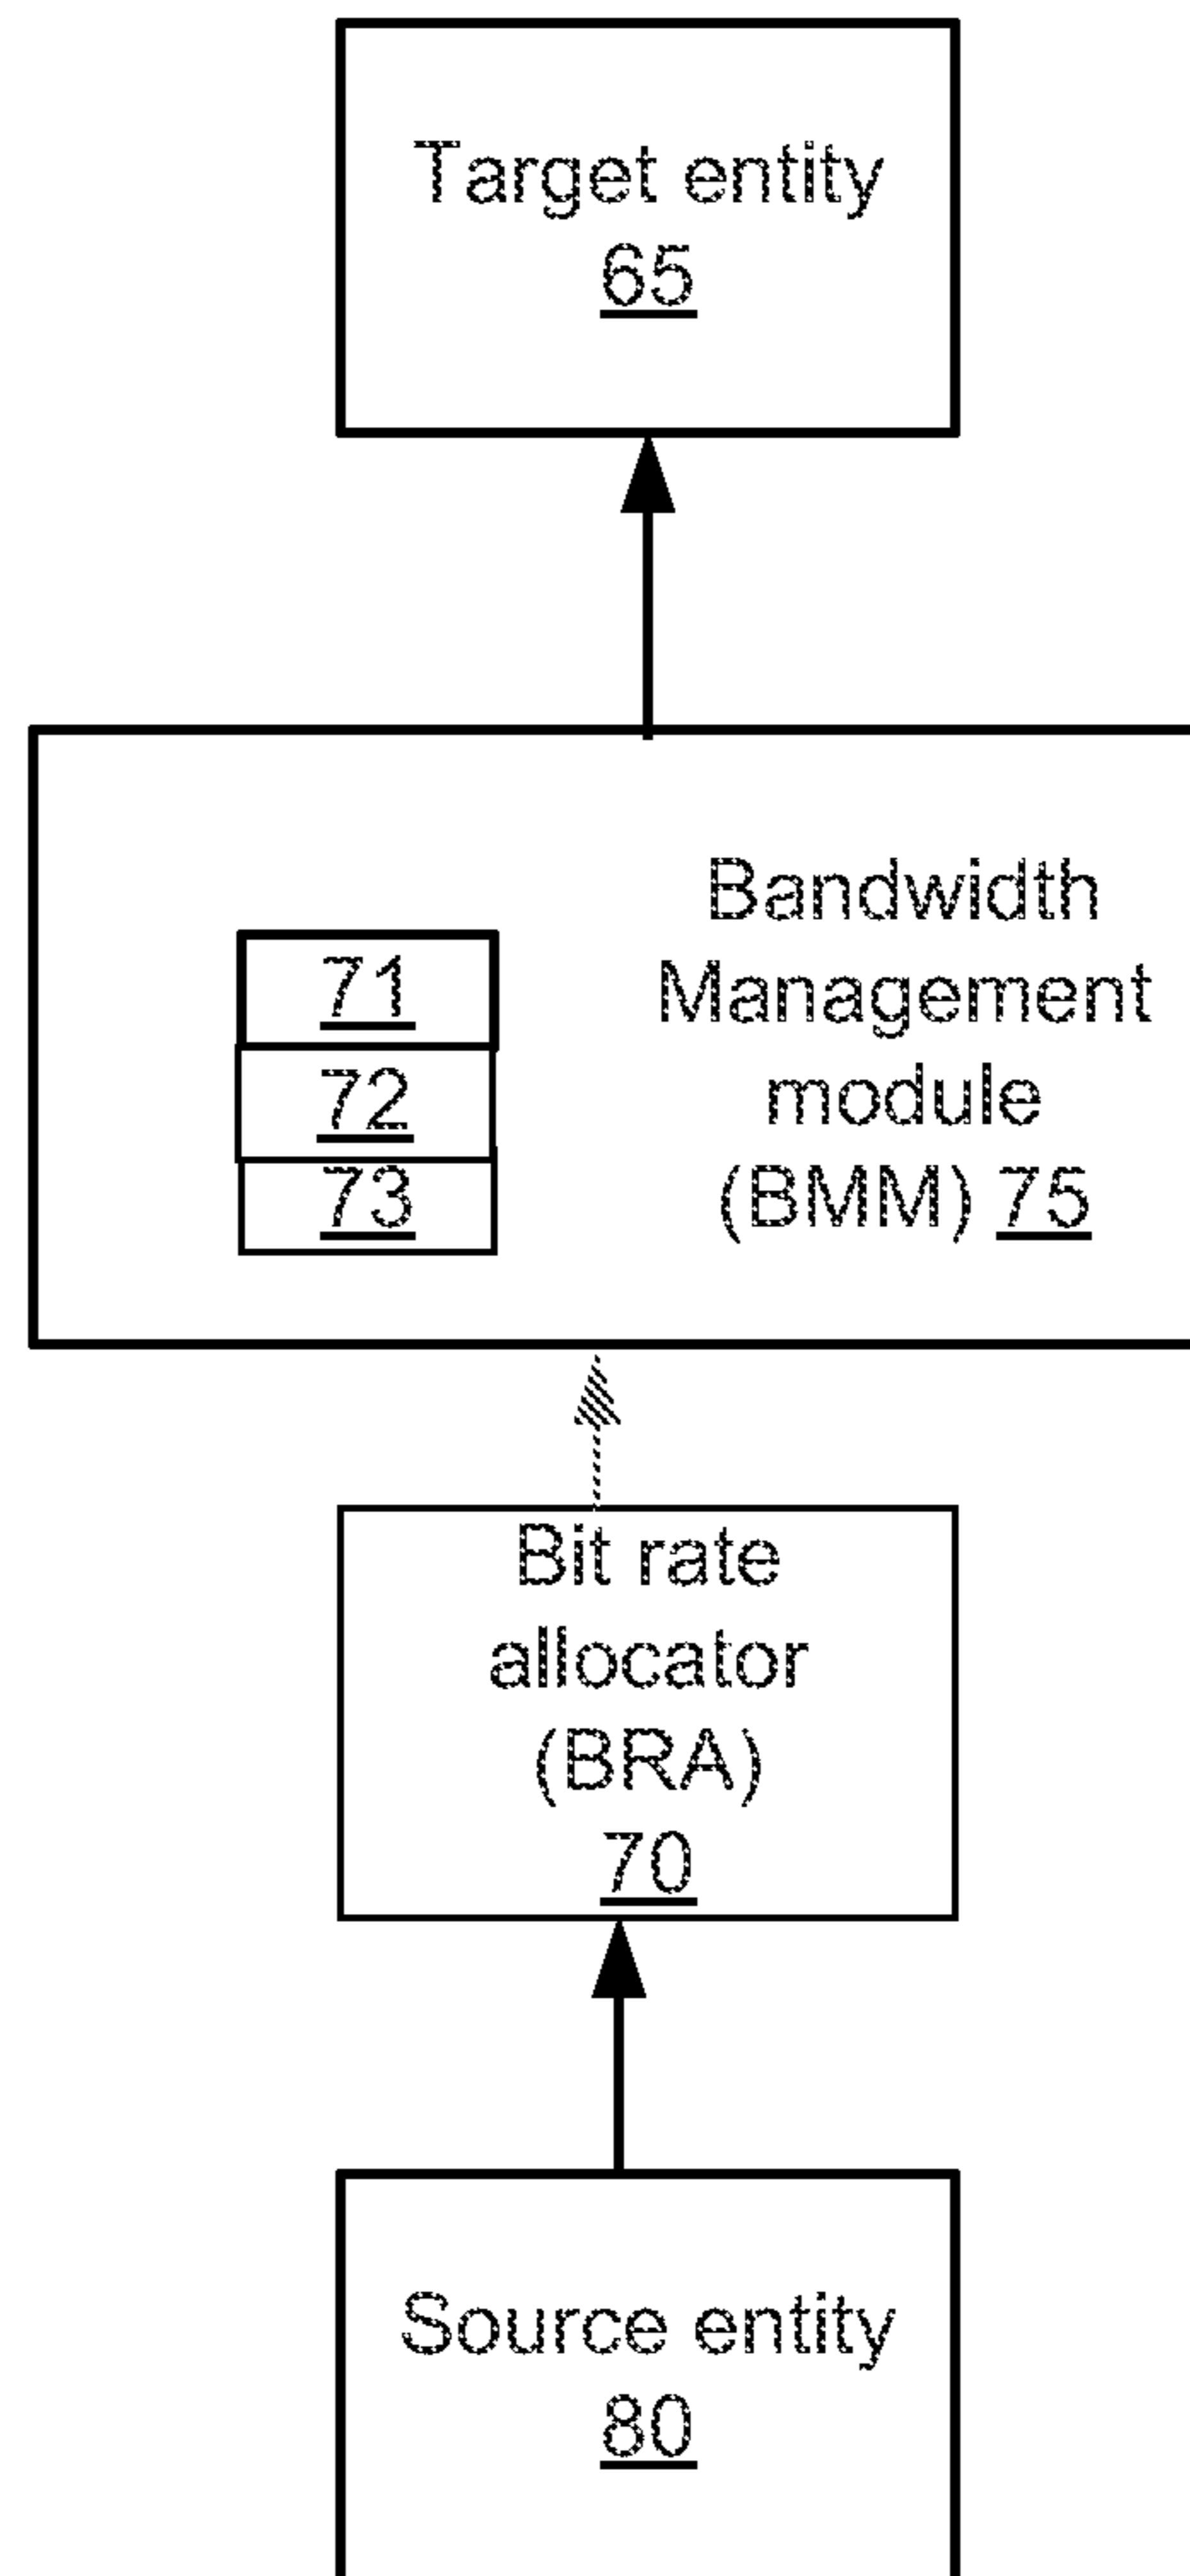 Target entity
65
71
72
73
Bandwidth
Management
module
(BMM) 75
Bit rate
allocator
(BRA)
70
Source entity
80